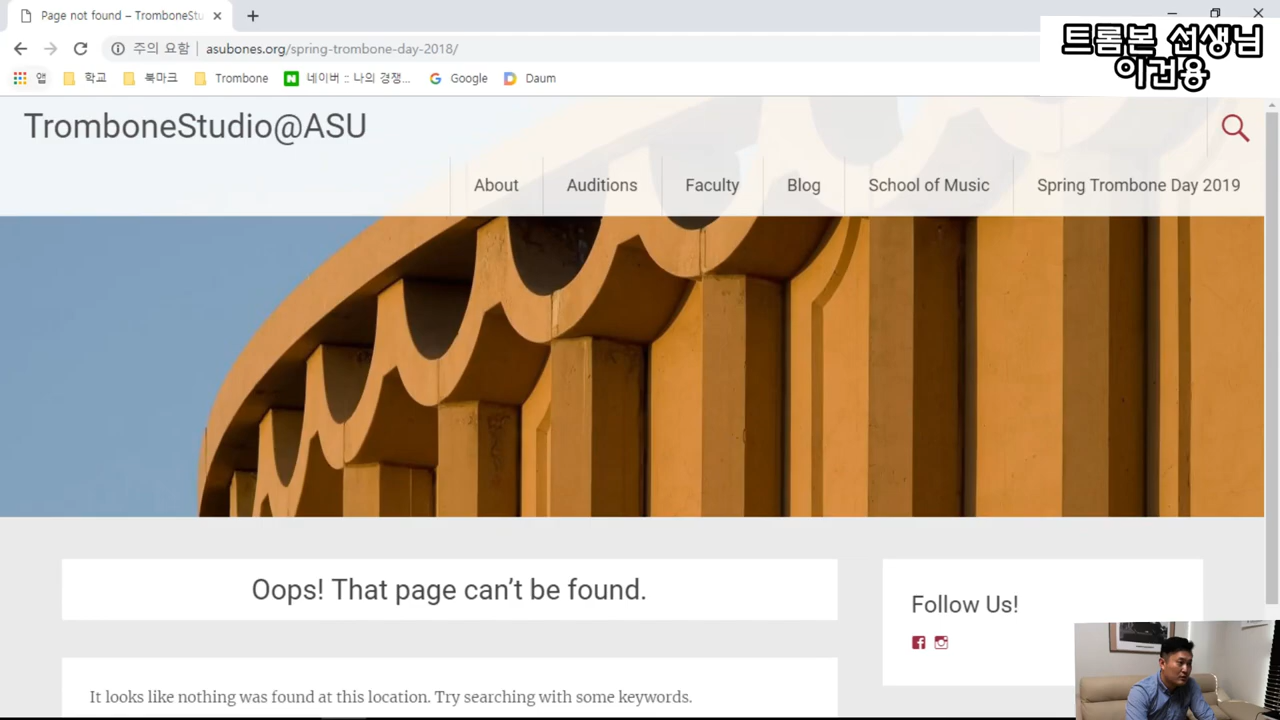 Page not found – TromboneStu
주의 요함
asubones.org/spring-trombone-day-2018/
앱
학교
북마크
Trombone
네이버 :: 나의 경쟁...
Google
Daum
트롬본 선생님
이권용
TromboneStudio@ASU
About
Auditions
Faculty
Blog
School of Music
Spring Trombone Day 2019
Oops! That page can’t be found.
Follow Us!
It looks like nothing was found at this location. Try searching with some keywords.